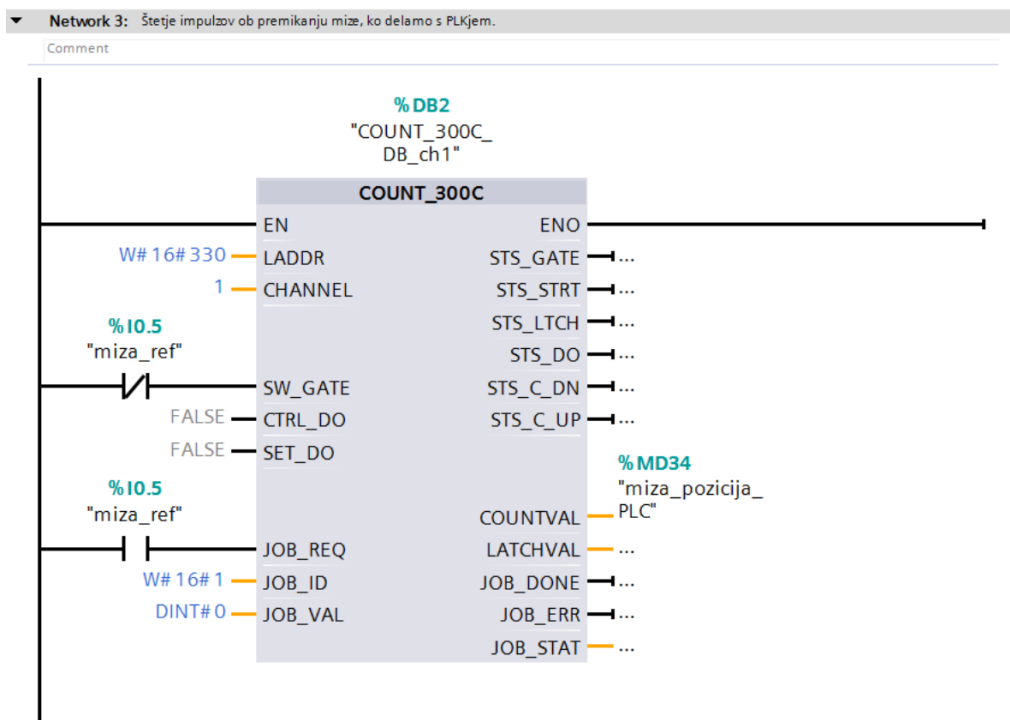 Network 3: Štetje impulzov ob premikanju mize, ko delamo s PLKjem.
Comment
%DB2
"COUNT_300C_
DB_ch1"
COUNT_300C
EN ENO
W#16#330 LADDR STS_GATE ...
1 CHANNEL STS_STRT ...
STS_LTCH ...
%I0.5
"miza_ref"
STS_DO ...
SW_GATE STS_C_DN ...
FALSE CTRL_DO STS_C_UP ...
FALSE SET_DO
%MD34
"miza_pozicija_
PLC"
%I0.5
"miza_ref"
COUNTVAL
JOB_REQ LATCHVAL ...
W#16#1 JOB_ID JOB_DONE ...
DINT#0 JOB_VAL JOB_ERR ...
JOB_STAT ...